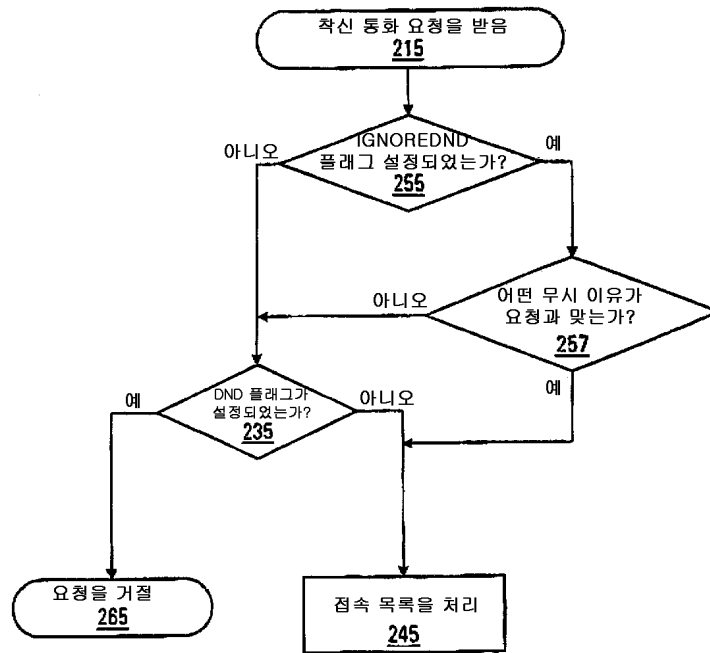 착신 통화 요청을 받음
215
IGNOREDND
플래그 설정되었는가?
255
아니오
예
어떤 무시 이유가
요청과 맞는가?
257
아니오
예
DND 플래그가
설정되었는가?
235
예
아니오
요청을 거절
265
접속 목록을 처리
245